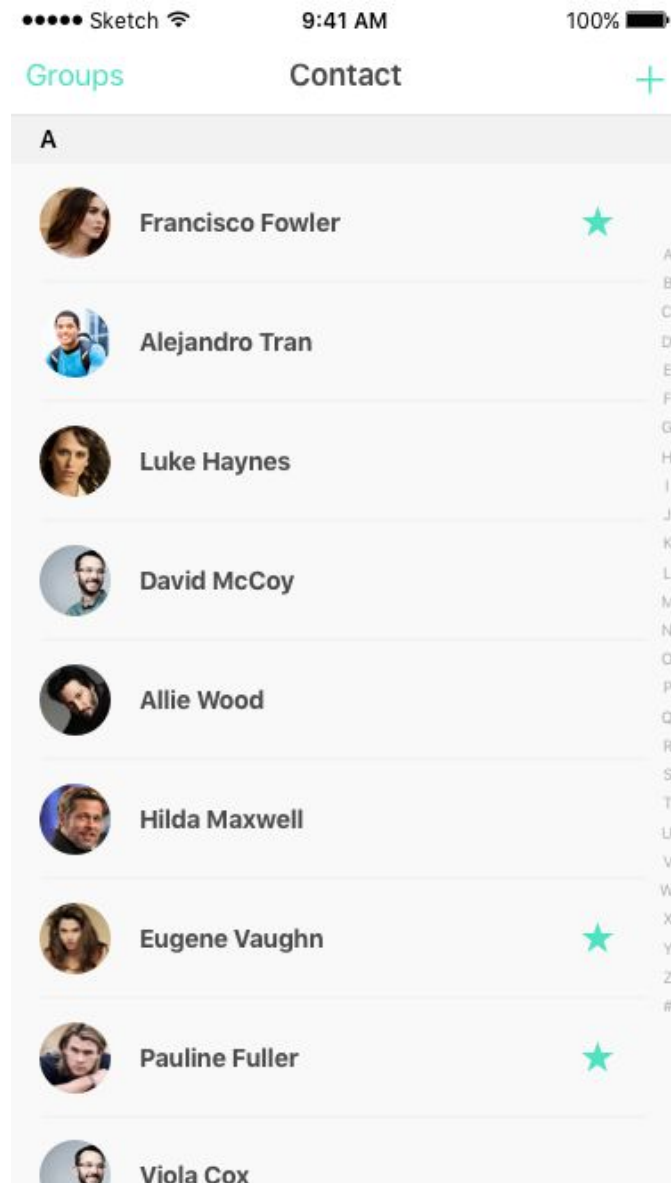 Sketch 9:41 AM 100%
Groups Contact +
A
Francisco Fowler
Alejandro Tran
Luke Haynes
David McCoy
Allie Wood
Hilda Maxwell
Eugene Vaughn
Pauline Fuller
Viola Cox
A
B
C
D
E
F
G
H
I
J
K
L
M
N
O
P
Q
R
S
T
U
V
W
X
Y
Z
#